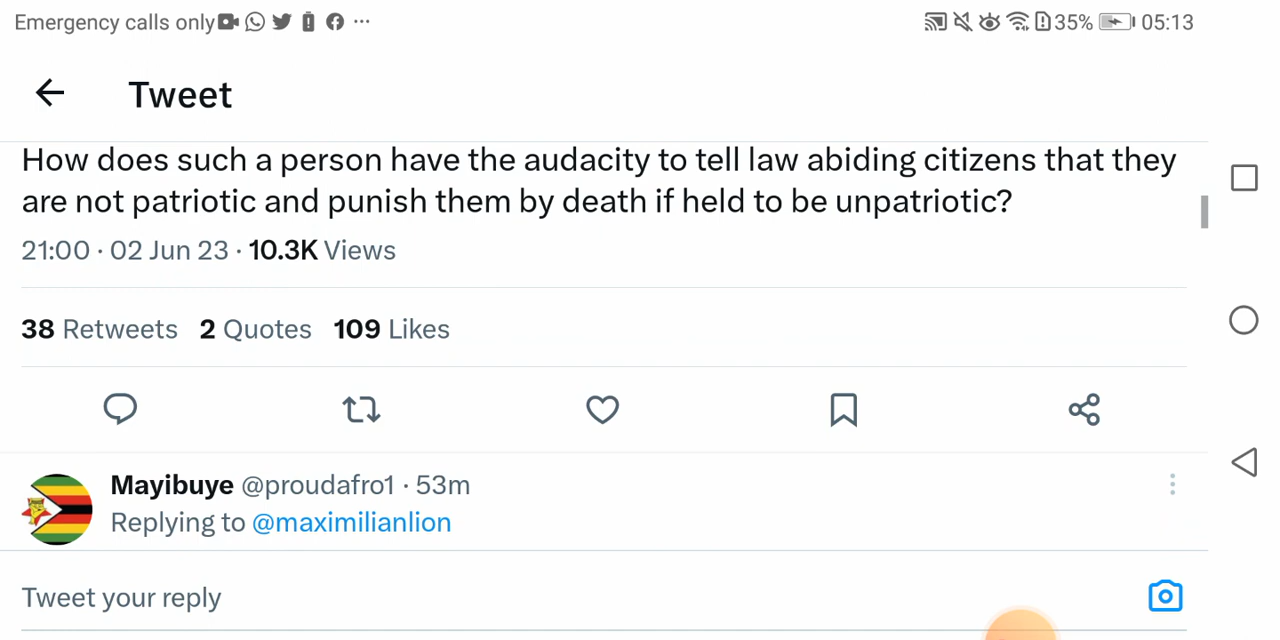 Emergency calls only ... 35% 05:13
Tweet
How does such a person have the audacity to tell law abiding citizens that they
are not patriotic and punish them by death if held to be unpatriotic?
21:00 · 02 Jun 23 · 10.3K Views
38 Retweets 2 Quotes 109 Likes
Mayibuye @proudafro1 · 53m
Replying to @maximilianlion
Tweet your reply